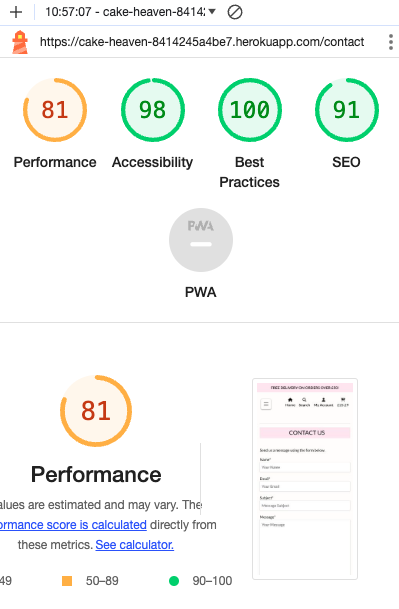 10:57:07 - cake-heaven-8414
https://cake-heaven-8414245a4be7.herokuapp.com/contact
81
98
100
91
Performance
Accessibility
Best
Practices
SEO
PWA
PWA
81
Performance
alues are estimated and may vary. The
ormance score is calculated directly from
these metrics. See calculator.
49
50–89
90–100
FREE DELIVERY ON ORDERS OVER £50!
Home
Search
My Account
CONTACT US
Send us a message using the form below.
Name*
Your Name
Email*
Your Email
Subject*
Message Subject
Message*
Your Message